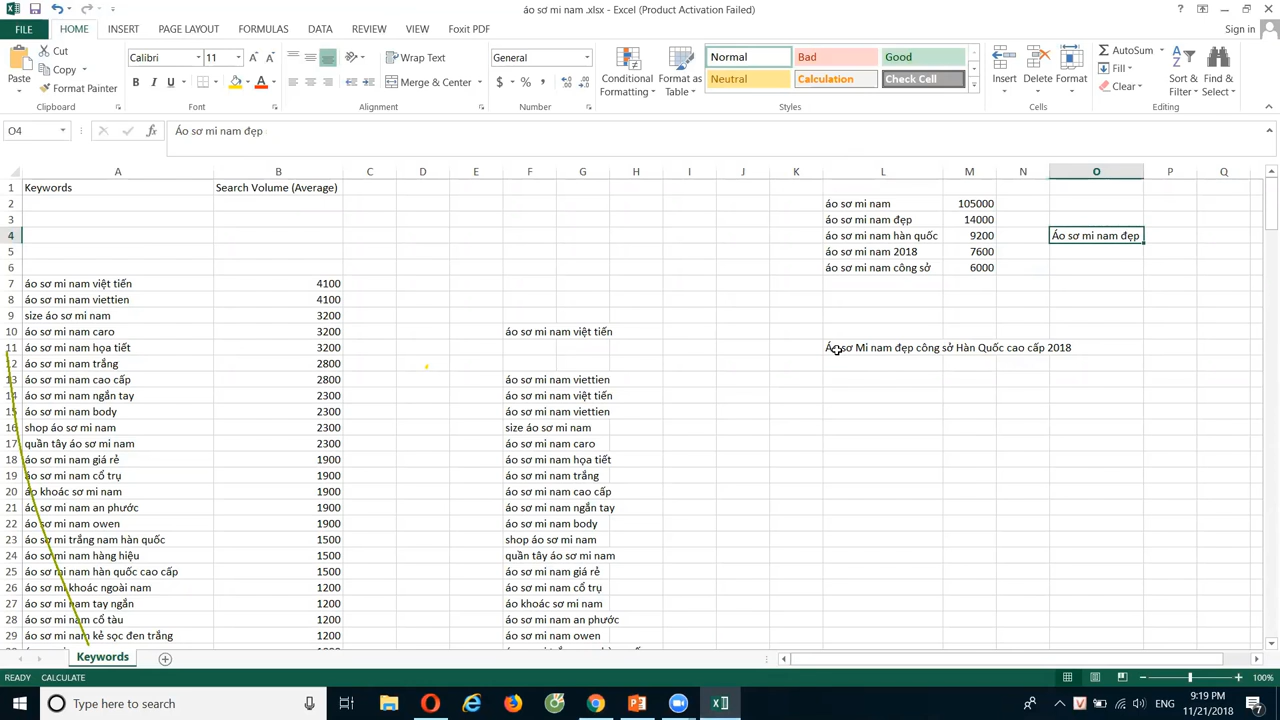 áo sơ mi nam .xlsx - Excel (Product Activation Failed)
FILE HOME INSERT PAGE LAYOUT FORMULAS DATA REVIEW VIEW Foxit PDF Sign in
Paste Cut Copy Format Painter Clipboard
Calibri 11 B I U Font
Wrap Text Merge & Center Alignment
General $ % , Number
Conditional Formatting Format as Table
Normal Bad Good
Neutral Calculation Check Cell
Styles
Insert Delete Format Cells
AutoSum Fill Clear Sort & Filter Find & Select Editing
O4 fx Áo sơ mi nam đẹp
A B C D E F G H I J K L M N O P Q
1 Keywords Search Volume (Average)
2 áo sơ mi nam 105000
3 áo sơ mi nam đẹp 14000
4 áo sơ mi nam hàn quốc 9200 Áo sơ mi nam đẹp
5 áo sơ mi nam 2018 7600
6 áo sơ mi nam công sở 6000
7 áo sơ mi nam việt tiến 4100
8 áo sơ mi nam viettien 4100
9 size áo sơ mi nam 3200
10 áo sơ mi nam caro 3200 áo sơ mi nam việt tiến
11 áo sơ mi nam họa tiết 3200 Áo sơ Mi nam đẹp công sở Hàn Quốc cao cấp 2018
12 áo sơ mi nam trắng 2800
13 áo sơ mi nam cao cấp 2800 áo sơ mi nam viettien
14 áo sơ mi nam ngắn tay 2300 áo sơ mi nam việt tiến
15 áo sơ mi nam body 2300 áo sơ mi nam viettien
16 shop áo sơ mi nam 2300 size áo sơ mi nam
17 quần tây áo sơ mi nam 2300 áo sơ mi nam caro
18 áo sơ mi nam giá rẻ 1900 áo sơ mi nam họa tiết
19 áo sơ mi nam cổ trụ 1900 áo sơ mi nam trắng
20 áo khoác sơ mi nam 1900 áo sơ mi nam cao cấp
21 áo sơ mi nam an phước 1900 áo sơ mi nam ngắn tay
22 áo sơ mi nam owen 1900 áo sơ mi nam body
23 áo sơ mi trắng nam hàn quốc 1500 shop áo sơ mi nam
24 áo sơ mi nam hàng hiệu 1500 quần tây áo sơ mi nam
25 áo sơ mi nam hàn quốc cao cấp 1500 áo sơ mi nam giá rẻ
26 áo sơ mi khoác ngoài nam 1200 áo sơ mi nam cổ trụ
27 áo sơ mi nam tay ngắn 1200 áo khoác sơ mi nam
28 áo sơ mi nam cổ tàu 1200 áo sơ mi nam an phước
29 áo sơ mi nam kẻ sọc đen trắng 1200 áo sơ mi nam owen
Keywords
READY CALCULATE 100%
Type here to search
ENG
9:19 PM
11/21/2018
7